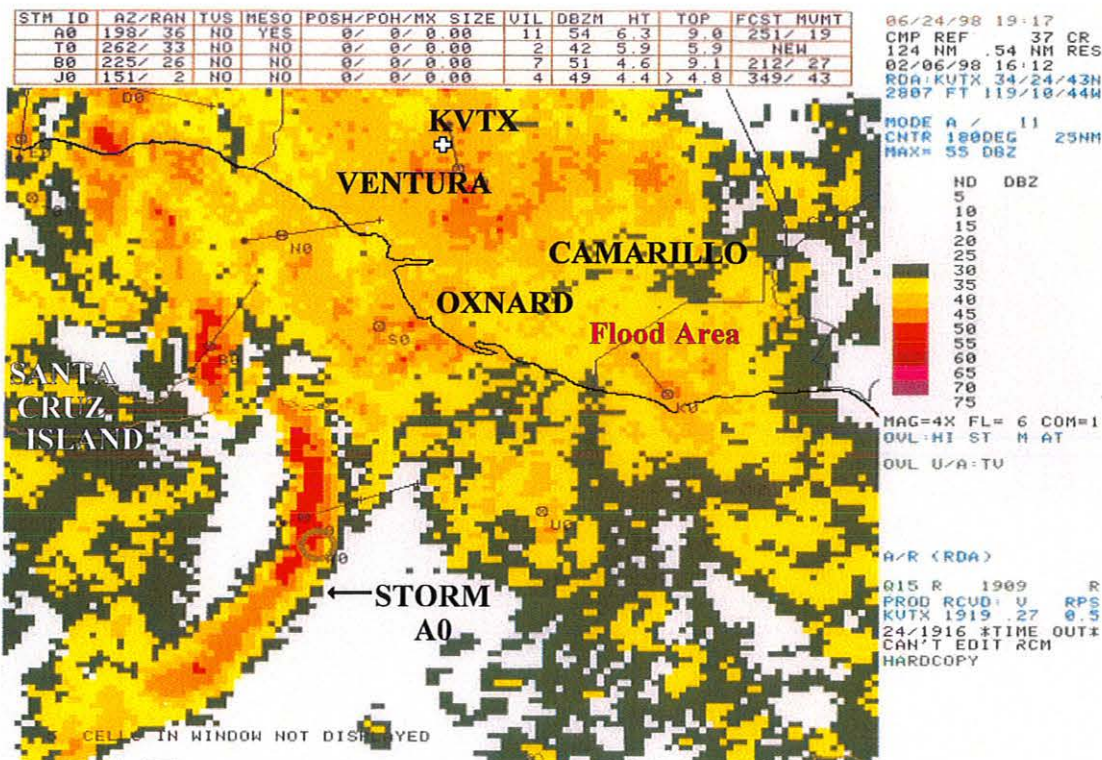 STM ID AZ/RAN TVS MESO POSH/POH/MX SIZE VIL DBZM HT TOP FCST MVMT
A0 198/ 36 NO YES 0/ 0/ 0.00 11 54 6.3 9.0 251/ 19
T0 262/ 33 NO NO 0/ 0/ 0.00 2 42 5.9 5.9 NEW
B0 225/ 26 NO NO 0/ 0/ 0.00 7 51 4.6 9.1 212/ 27
J0 151/ 2 NO NO 0/ 0/ 0.00 4 49 4.4 > 4.8 349/ 43
06/24/98 19:17
CMP REF 37 CR
124 NM .54 NM RES
02/06/98 16:12
RDA:KVTX 34/24/43N
2807 FT 119/10/44W
MODE A / 11
CNTR 180DEG 25NM
MAX= 55 DBZ
ND DBZ
5
10
15
20
25
30
35
40
45
50
55
60
65
70
75
MAG=4X FL= 6 COM=1
OVL:HI ST M AT
OVL U/A:TV
A/R (RDA)
Q15 R 1909 R
PROD RCVD: V RPS
KVTX 1919 .27 0.5
24/1916 *TIME OUT*
CAN'T EDIT RCM
HARDCOPY
D0
KVTX
VENTURA
N0
CAMARILLO
OXNARD
S0
Flood Area
B0
SANTA
CRUZ
ISLAND
K0
U0
A0
STORM
A0
CELLS IN WINDOW NOT DISPLAYED